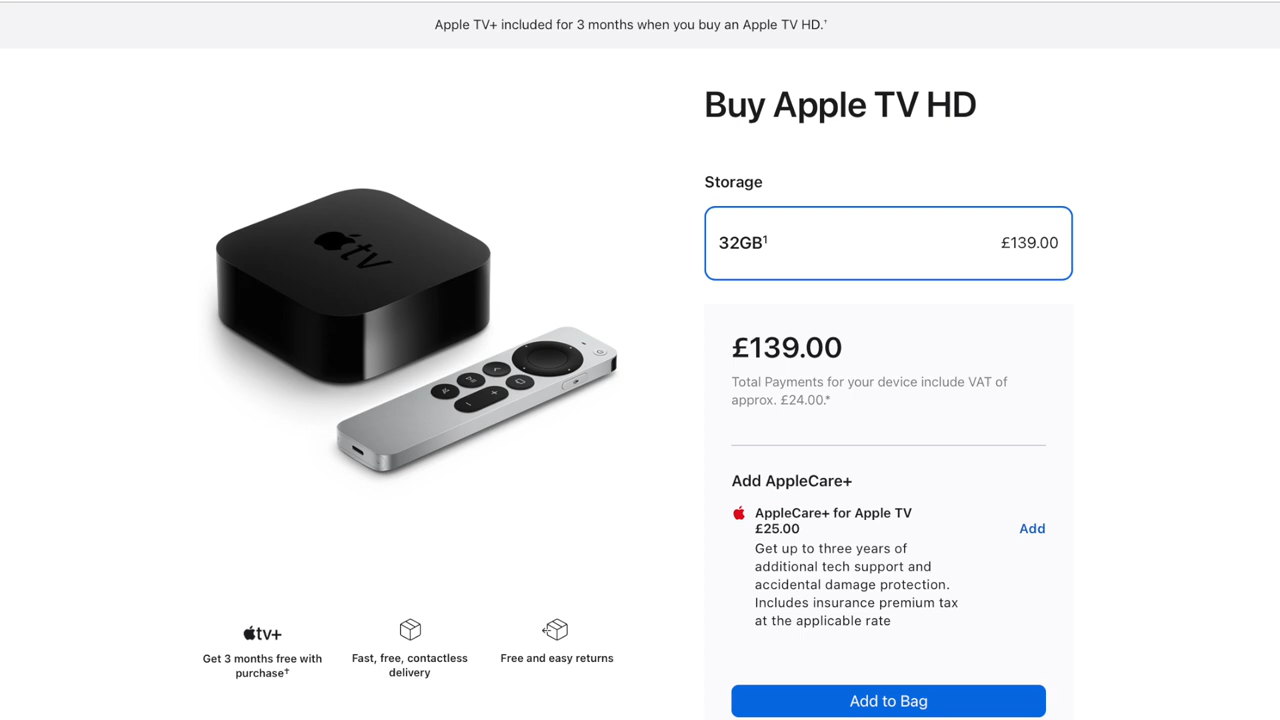 Apple TV+ included for 3 months when you buy an Apple TV HD.†
Buy Apple TV HD
Storage
32GB¹ £139.00
£139.00
Total Payments for your device include VAT of
approx. £24.00.*
Add AppleCare+
AppleCare+ for Apple TV
£25.00
Add
Get up to three years of
additional tech support and
accidental damage protection.
Includes insurance premium tax
at the applicable rate
Add to Bag
tv
tv+
Get 3 months free with
purchase†
Fast, free, contactless
delivery
Free and easy returns